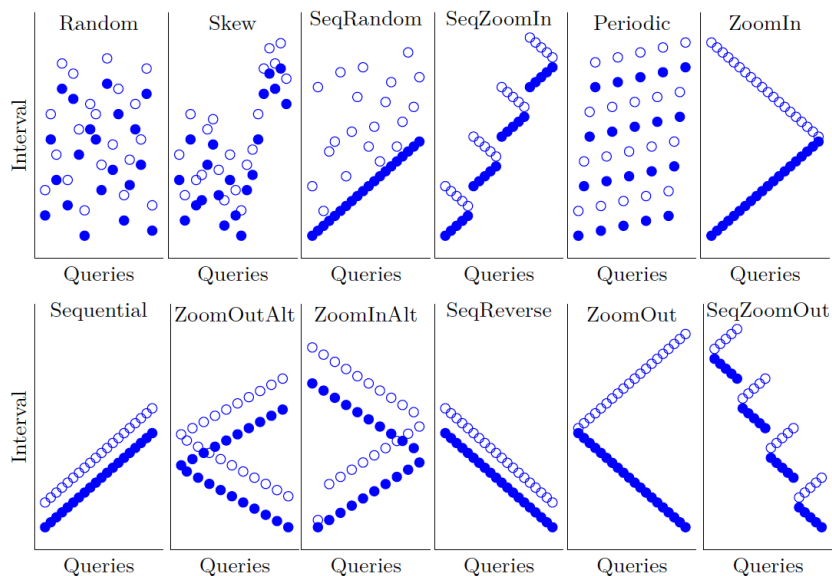 Random
Skew
SeqRandom
SeqZoomIn
Periodic
ZoomIn
Interval
Queries
Queries
Queries
Queries
Queries
Queries
Sequential
ZoomOutAlt
ZoomInAlt
SeqReverse
ZoomOut
SeqZoomOut
Interval
Queries
Queries
Queries
Queries
Queries
Queries